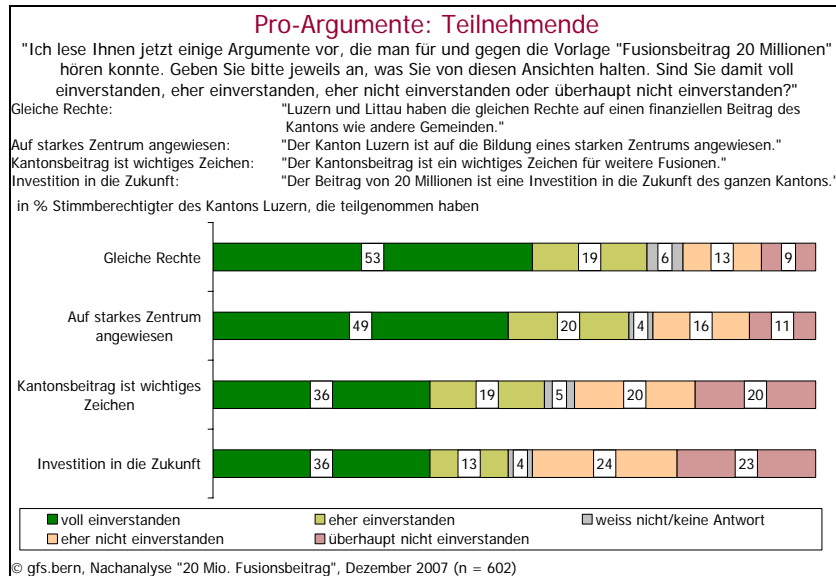 Pro-Argumente: Teilnehmende
"Ich lese Ihnen jetzt einige Argumente vor, die man für und gegen die Vorlage "Fusionsbeitrag 20 Millionen"
hören konnte. Geben Sie bitte jeweils an, was Sie von diesen Ansichten halten. Sind Sie damit voll
einverstanden, eher einverstanden, eher nicht einverstanden oder überhaupt nicht einverstanden?"
Gleiche Rechte: "Luzern und Littau haben die gleichen Rechte auf einen finanziellen Beitrag des
Kantons wie andere Gemeinden."
Auf starkes Zentrum angewiesen: "Der Kanton Luzern ist auf die Bildung eines starken Zentrums angewiesen."
Kantonsbeitrag ist wichtiges Zeichen: "Der Kantonsbeitrag ist ein wichtiges Zeichen für weitere Fusionen."
Investition in die Zukunft: "Der Beitrag von 20 Millionen ist eine Investition in die Zukunft des ganzen Kantons."
in % Stimmberechtigter des Kantons Luzern, die teilgenommen haben
Gleiche Rechte 53 19 6 13 9
Auf starkes Zentrum
angewiesen 49 20 4 16 11
Kantonsbeitrag ist wichtiges
Zeichen 36 19 5 20 20
Investition in die Zukunft 36 13 4 24 23
voll einverstanden eher einverstanden weiss nicht/keine Antwort
eher nicht einverstanden überhaupt nicht einverstanden
© gfs.bern, Nachanalyse "20 Mio. Fusionsbeitrag", Dezember 2007 (n = 602)